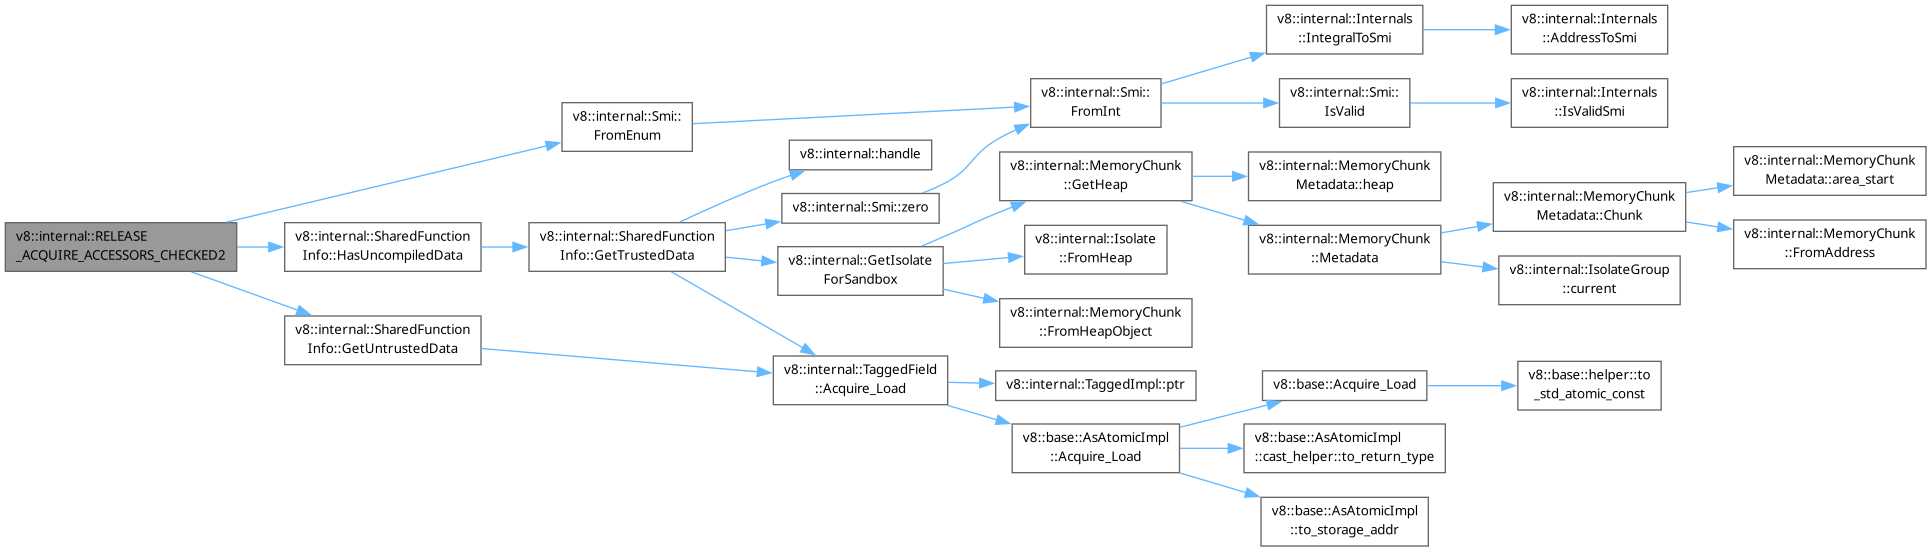 v8::internal::RELEASE
_ACQUIRE_ACCESSORS_CHECKED2
v8::internal::Smi::
FromEnum
v8::internal::SharedFunction
Info::HasUncompiledData
v8::internal::SharedFunction
Info::GetUntrustedData
v8::internal::SharedFunction
Info::GetTrustedData
v8::internal::handle
v8::internal::Smi::zero
v8::internal::GetIsolate
ForSandbox
v8::internal::TaggedField
::Acquire_Load
v8::internal::Smi::
FromInt
v8::internal::MemoryChunk
::GetHeap
v8::internal::Isolate
::FromHeap
v8::internal::MemoryChunk
::FromHeapObject
v8::internal::TaggedImpl::ptr
v8::base::AsAtomicImpl
::Acquire_Load
v8::internal::Internals
::IntegralToSmi
v8::internal::Smi::
IsValid
v8::internal::MemoryChunk
Metadata::heap
v8::internal::MemoryChunk
::Metadata
v8::base::Acquire_Load
v8::base::AsAtomicImpl
::cast_helper::to_return_type
v8::base::AsAtomicImpl
::to_storage_addr
v8::internal::Internals
::AddressToSmi
v8::internal::Internals
::IsValidSmi
v8::internal::MemoryChunk
Metadata::Chunk
v8::internal::IsolateGroup
::current
v8::base::helper::to
_std_atomic_const
v8::internal::MemoryChunk
Metadata::area_start
v8::internal::MemoryChunk
::FromAddress